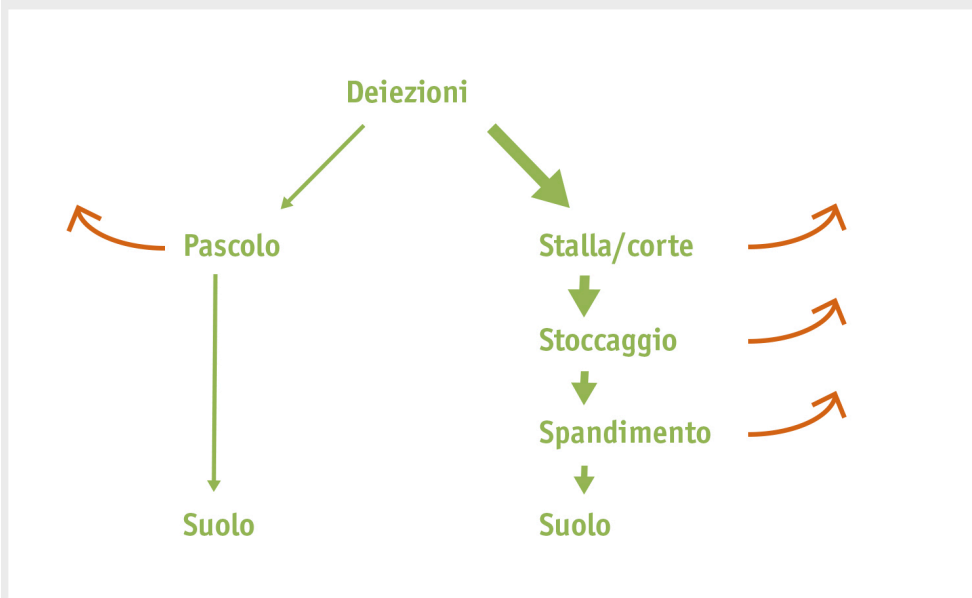 Deiezioni
Pascolo
Stalla/corte
Stoccaggio
Spandimento
Suolo
Suolo